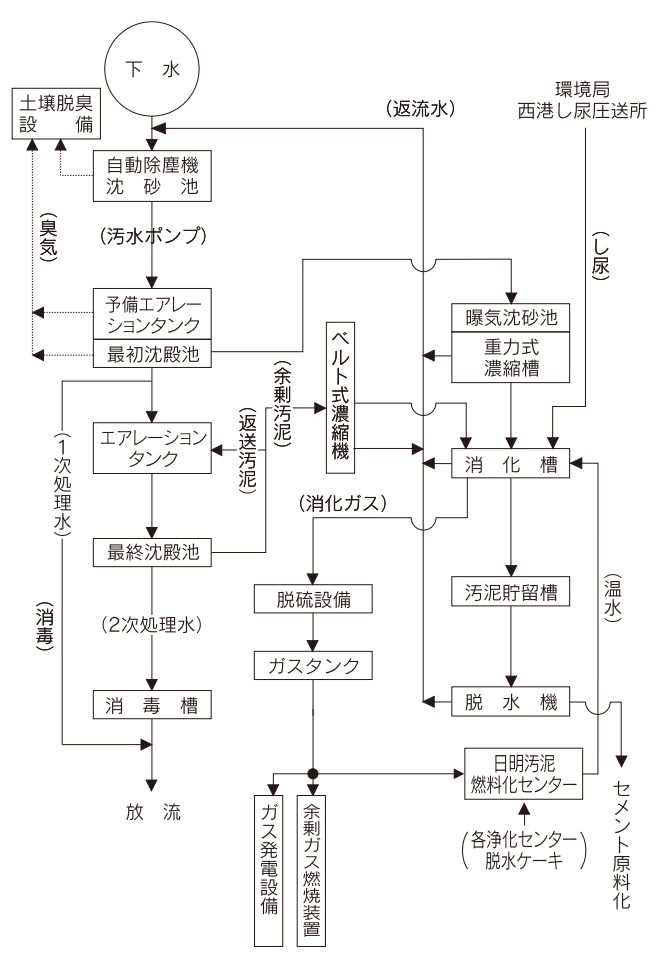 下 水
土壌脱臭
設 備
環境局
西港し尿圧送所
(返流水)
自動除塵機
沈 砂 池
(臭気)
(汚水ポンプ)
(し尿)
予備エアレー
ションタンク
最初沈殿池
曝気沈砂池
重力式
濃縮槽
ベルト式濃縮機
(余剰汚泥)
(返送汚泥)
エアレーション
タンク
(1次処理水)
消 化 槽
(消化ガス)
最終沈殿池
脱硫設備
汚泥貯留槽
(温水)
(消毒)
(2次処理水)
ガスタンク
消 毒 槽
脱 水 機
日明汚泥
燃料化センター
放 流
ガス発電設備
余剰ガス燃焼装置
(各浄化センター
脱水ケーキ)
セメント原料化